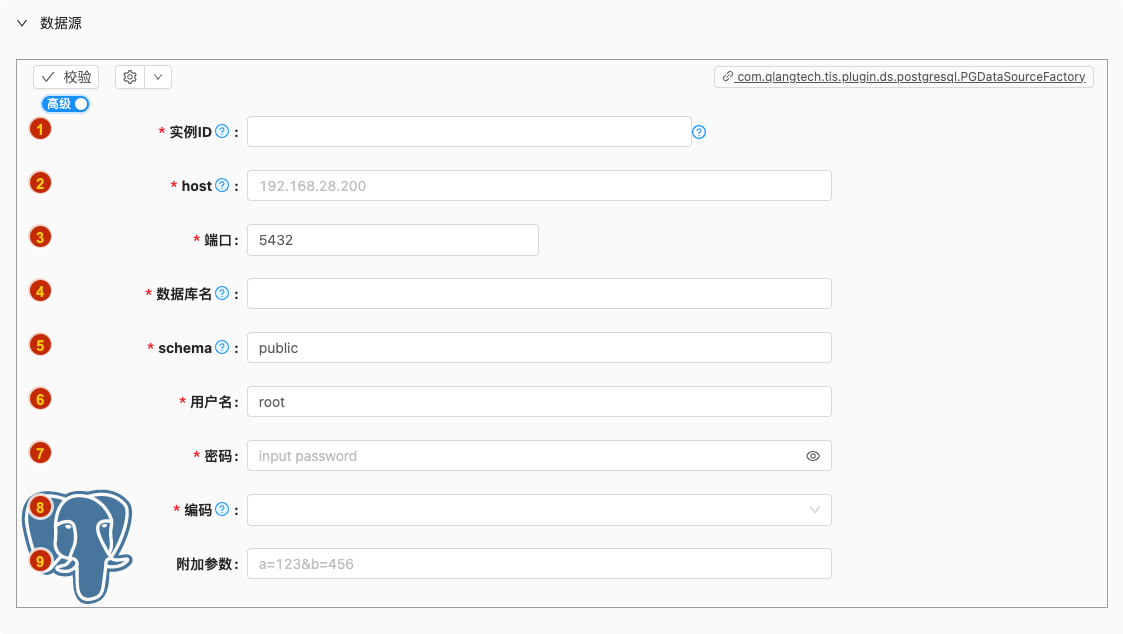 数据源
校验
com.qlangtech.tis.plugin.ds.postgresql.PGDataSourceFactory
高级
1 * 实例ID ? : ?
2 * host ? : 192.168.28.200
3 * 端口 : 5432
4 * 数据库名 ? :
5 * schema ? : public
6 * 用户名 : root
7 * 密码 : input password
8 * 编码 ? :
9 附加参数 : a=123&b=456